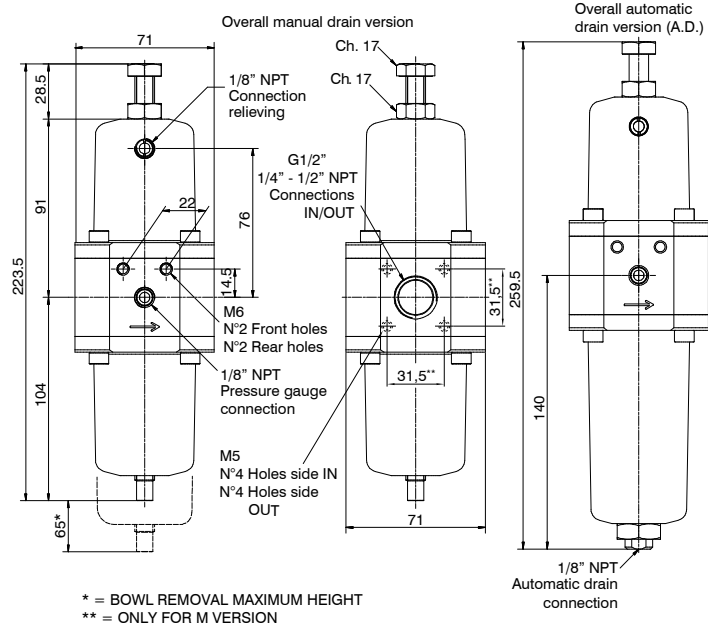 Overall manual drain version
Overall automatic
drain version (A.D.)
71
Ch. 17
Ch. 17
1/8” NPT
Connection
relieving
28.5
G1/2”
1/4” - 1/2” NPT
Connections
IN/OUT
22
91
76
223.5
14.5
31,5**
259.5
M6
N°2 Front holes
N°2 Rear holes
1/8” NPT
Pressure gauge
connection
31,5**
104
140
M5
N°4 Holes side IN
N°4 Holes side
OUT
65*
71
1/8” NPT
Automatic drain
connection
* = BOWL REMOVAL MAXIMUM HEIGHT
** = ONLY FOR M VERSION